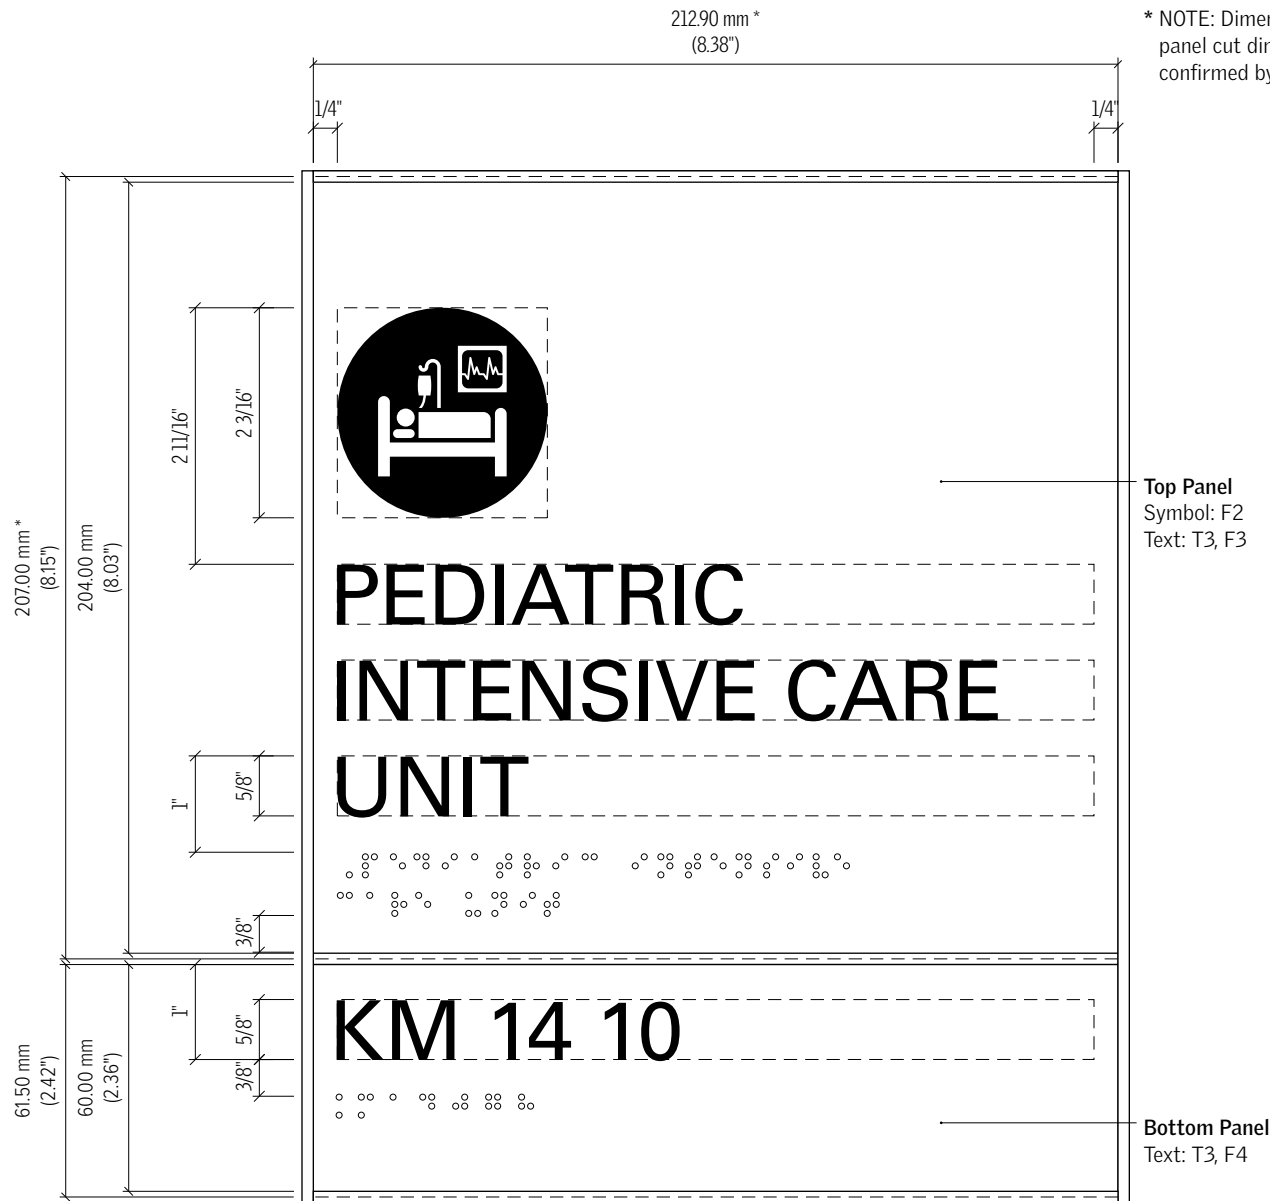 212.90 mm *
(8.38")
* NOTE: Dimen
panel cut dim
confirmed by
1/4"
1/4"
2 11/16"
2 3/16"
207.00 mm *
(8.15")
204.00 mm
(8.03")
Top Panel
Symbol: F2
Text: T3, F3
PEDIATRIC
INTENSIVE CARE
UNIT
1"
5/8"
3/8"
KM 14 10
1"
5/8"
3/8"
61.50 mm
(2.42")
60.00 mm
(2.36")
Bottom Panel
Text: T3, F4